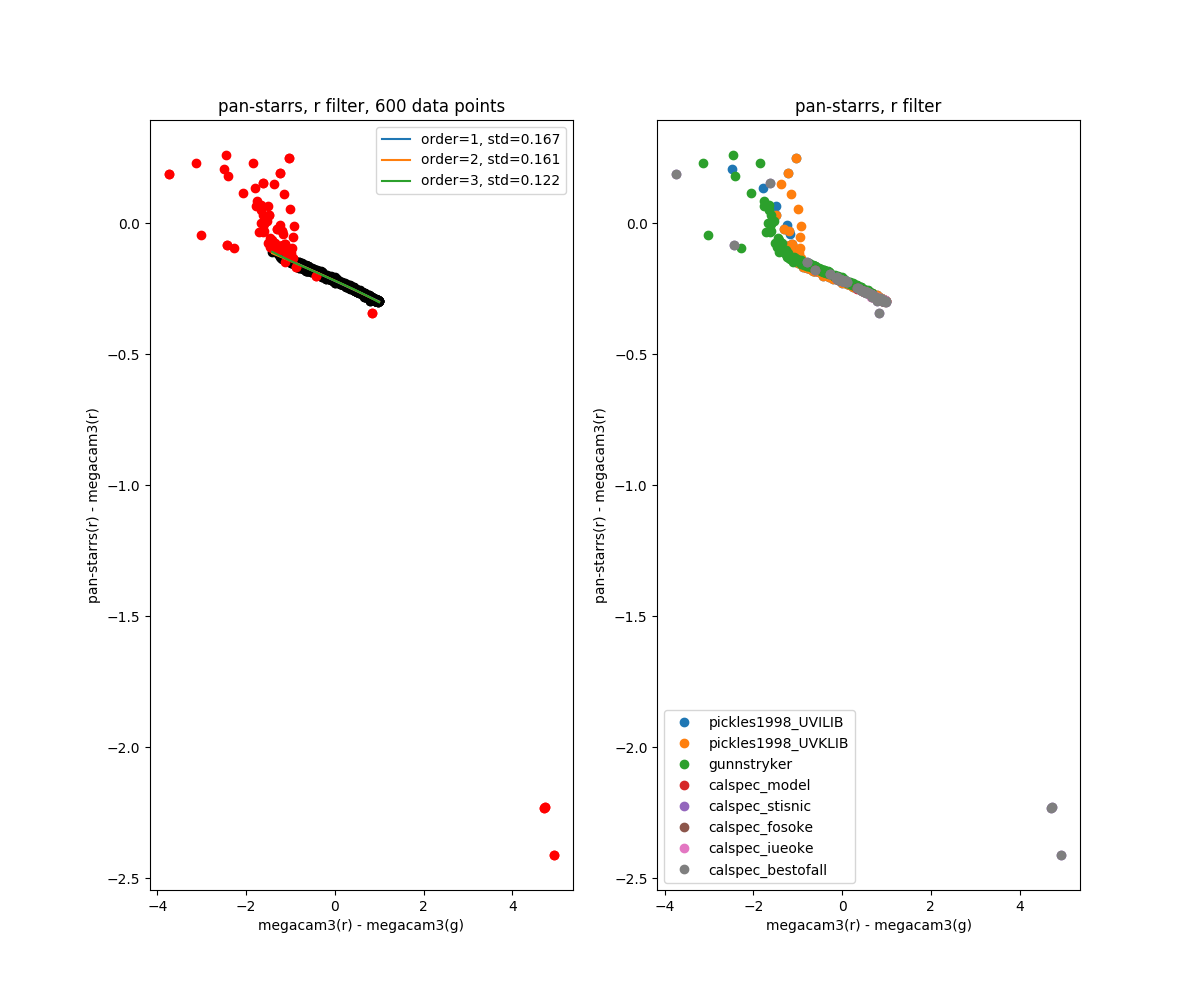 pan-starrs, r filter, 600 data points
order=1, std=0.167
order=2, std=0.161
order=3, std=0.122
0.0
−0.5
−1.0
−1.5
−2.0
−2.5
pan-starrs(r) - megacam3(r)
−4
−2
0
2
4
megacam3(r) - megacam3(g)
pan-starrs, r filter
0.0
−0.5
−1.0
−1.5
−2.0
−2.5
pan-starrs(r) - megacam3(r)
pickles1998_UVILIB
pickles1998_UVKLIB
gunnstryker
calspec_model
calspec_stisnic
calspec_fosoke
calspec_iueoke
calspec_bestofall
−4
−2
0
2
4
megacam3(r) - megacam3(g)